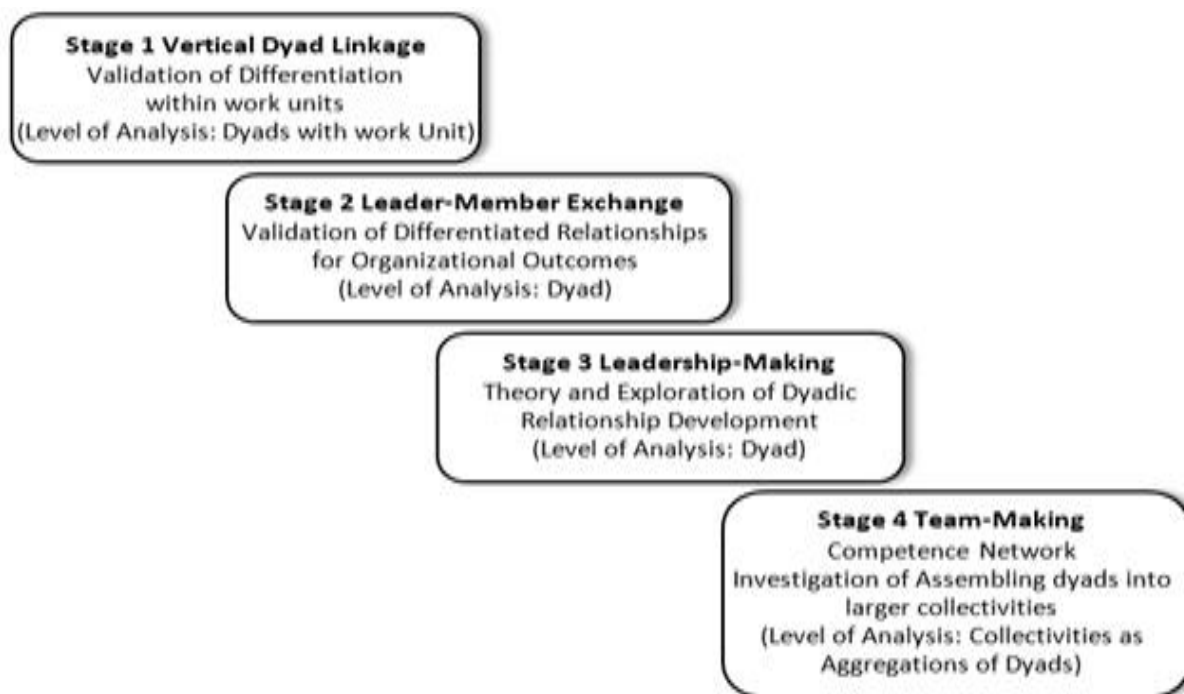 Stage 1 Vertical Dyad Linkage
Validation of Differentiation
within work units
(Level of Analysis: Dyads with work Unit)
Stage 2 Leader-Member Exchange
Validation of Differentiated Relationships
for Organizational Outcomes
(Level of Analysis: Dyad)
Stage 3 Leadership-Making
Theory and Exploration of Dyadic
Relationship Development
(Level of Analysis: Dyad)
Stage 4 Team-Making
Competence Network
Investigation of Assembling dyads into
larger collectivities
(Level of Analysis: Collectivities as
Aggregations of Dyads)